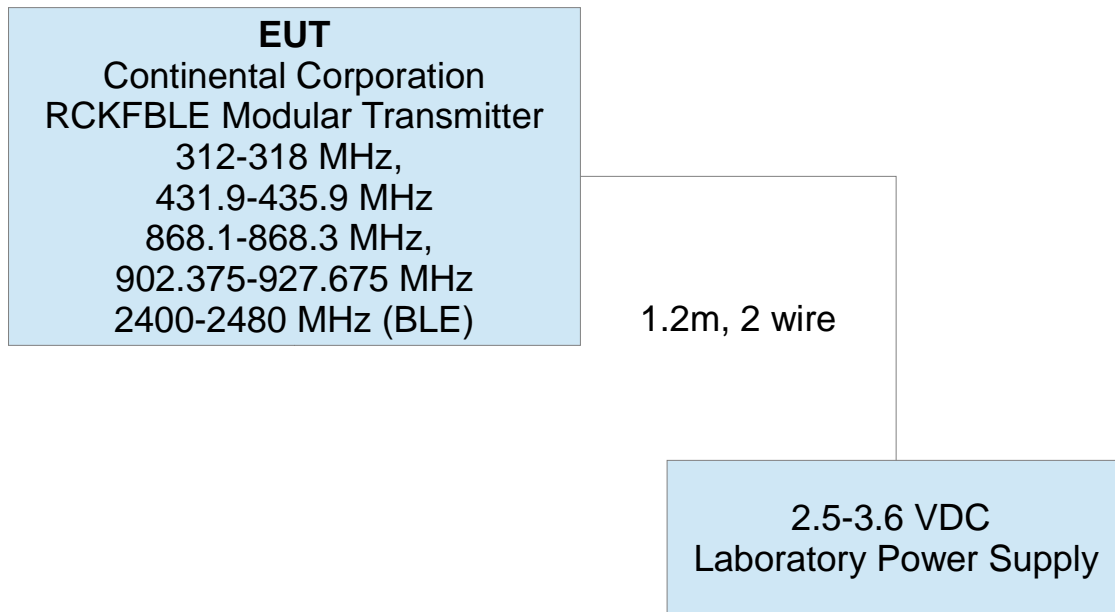 EUT
Continental Corporation
RCKFBLE Modular Transmitter
312-318 MHz,
431.9-435.9 MHz
868.1-868.3 MHz,
902.375-927.675 MHz
2400-2480 MHz (BLE)
1.2m, 2 wire
2.5-3.6 VDC
Laboratory Power Supply